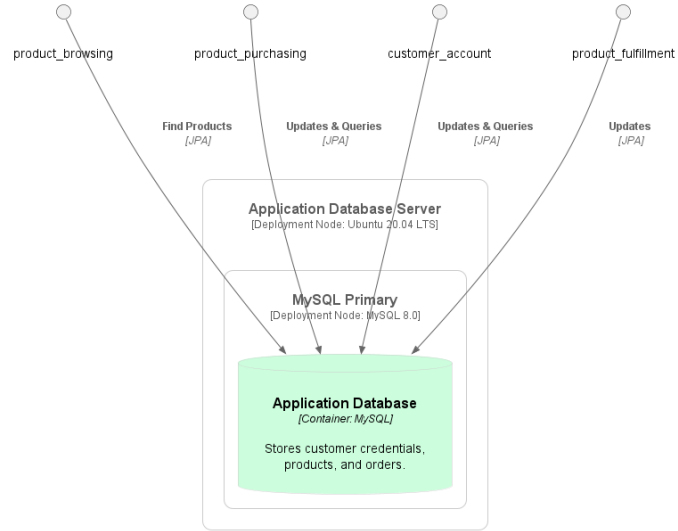 product_browsing
product_purchasing
customer_account
product_fulfillment
Find Products
[JPA]
Updates & Queries
[JPA]
Updates & Queries
[JPA]
Updates
[JPA]
Application Database Server
[Deployment Node: Ubuntu 20.04 LTS]
MySQL Primary
[Deployment Node: MySQL 8.0]
Application Database
[Container: MySQL]
Stores customer credentials,
products, and orders.